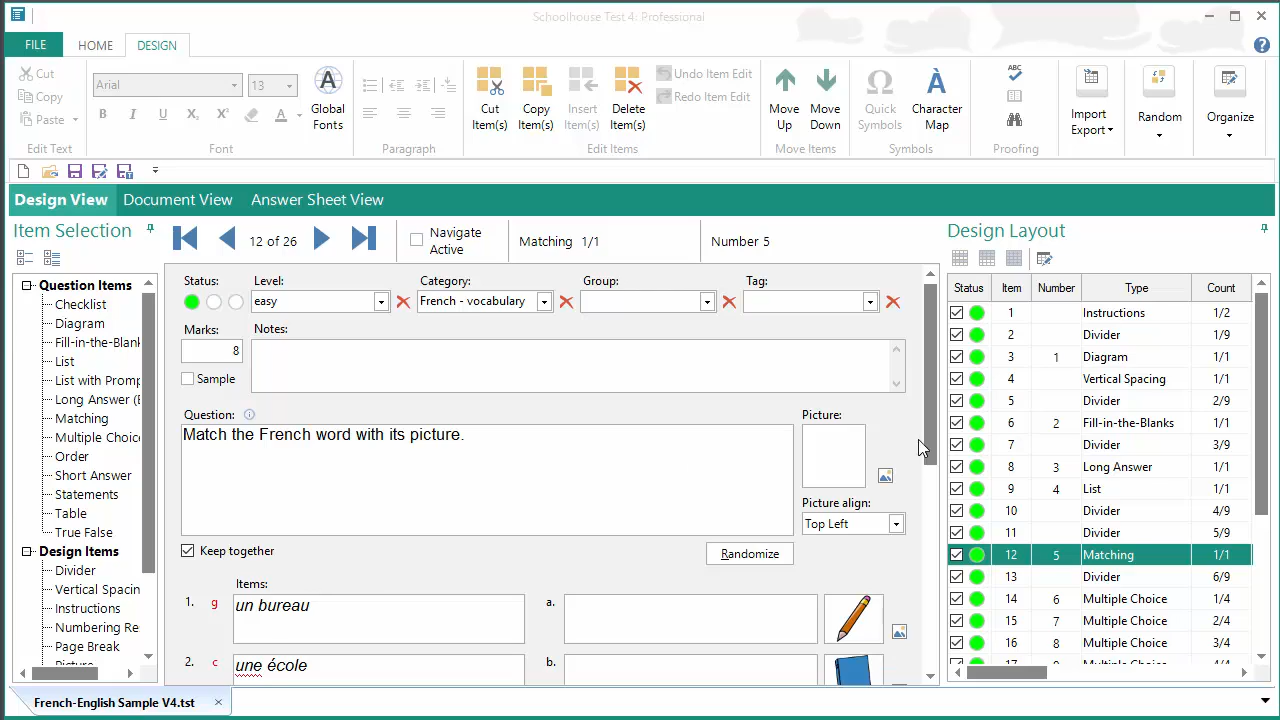 Schoolhouse Test 4: Professional
FILE HOME DESIGN
Cut
Copy
Paste
Edit Text
Arial 13
B I U X₂ X² A
Font
A
Global Fonts
Paragraph
Cut Item(s)
Copy Item(s)
Insert Item(s)
Delete Item(s)
Undo Item Edit
Redo Item Edit
Edit Items
Move Up
Move Down
Move Items
Ω Quick Symbols
À Character Map
Symbols
ABC
Proofing
Import Export
Random
Organize
Design View Document View Answer Sheet View
Item Selection
Question Items
Checklist
Diagram
Fill-in-the-Blank
List
List with Promp
Long Answer (E
Matching
Multiple Choic
Order
Short Answer
Statements
Table
True False
Design Items
Divider
Vertical Spacin
Instructions
Numbering Re
Page Break
12 of 26
Navigate Active
Matching 1/1
Number 5
Status: Level: Category: Group: Tag:
easy French - vocabulary
Marks: Notes:
8
Sample
Question: Picture:
Match the French word with its picture.
Picture align:
Top Left
Keep together
Randomize
Items:
1. g un bureau a.
2. c une école b.
Design Layout
Status Item Number Type Count
1 Instructions 1/2
2 Divider 1/9
3 1 Diagram 1/1
4 Vertical Spacing 1/1
5 Divider 2/9
6 2 Fill-in-the-Blanks 1/1
7 Divider 3/9
8 3 Long Answer 1/1
9 4 List 1/1
10 Divider 4/9
11 Divider 5/9
12 5 Matching 1/1
13 Divider 6/9
14 6 Multiple Choice 1/4
15 7 Multiple Choice 2/4
16 8 Multiple Choice 3/4
French-English Sample V4.tst